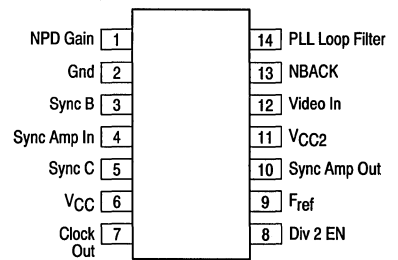 NPD Gain 1 14 PLL Loop Filter
Gnd 2 13 NBACK
Sync B 3 12 Video In
Sync Amp In 4 11 VCC2
Sync C 5 10 Sync Amp Out
VCC 6 9 Fref
Clock Out 7 8 Div 2 EN